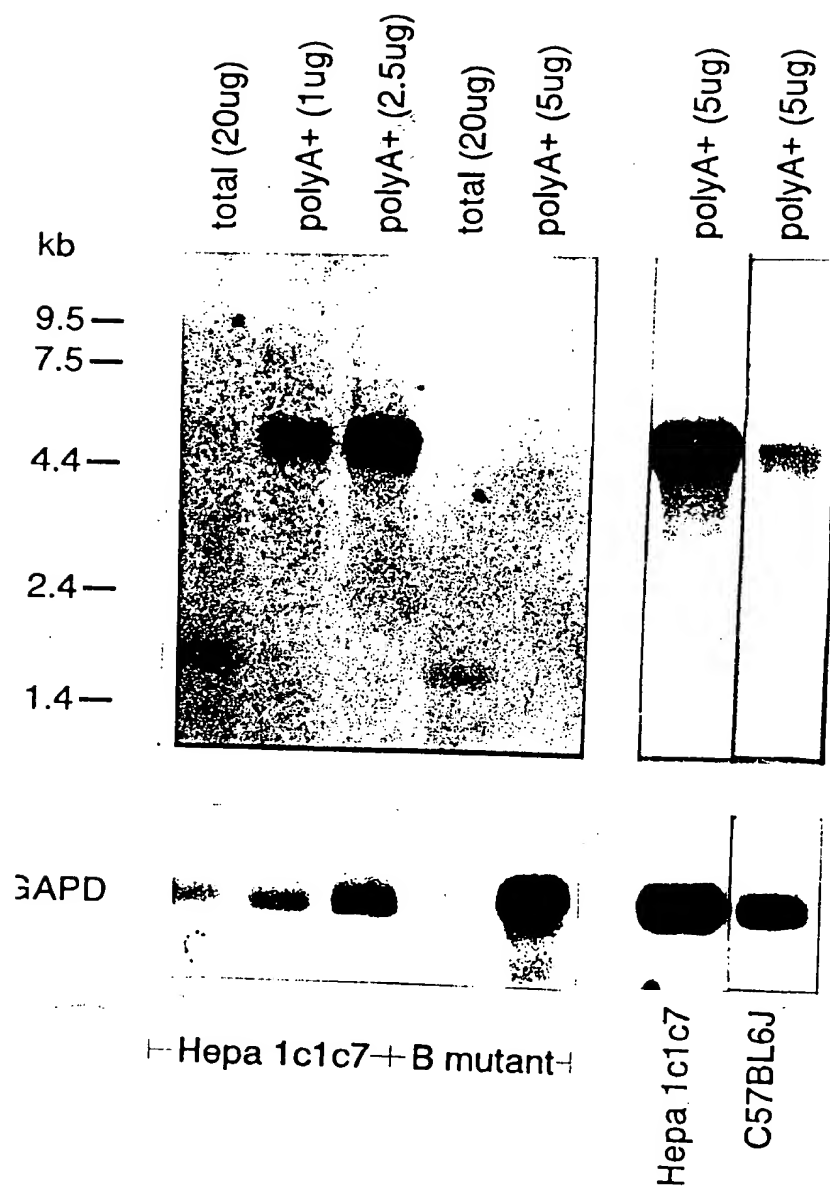 total (20ug)
polyA+ (1ug)
polyA+ (2.5ug)
total (20ug)
polyA+ (5ug)
polyA+ (5ug)
polyA+ (5ug)
kb
9.5
7.5
4.4
2.4
1.4
GAPD
Hepa 1c1c7
B mutant
Hepa 1c1c7
C57BL6J